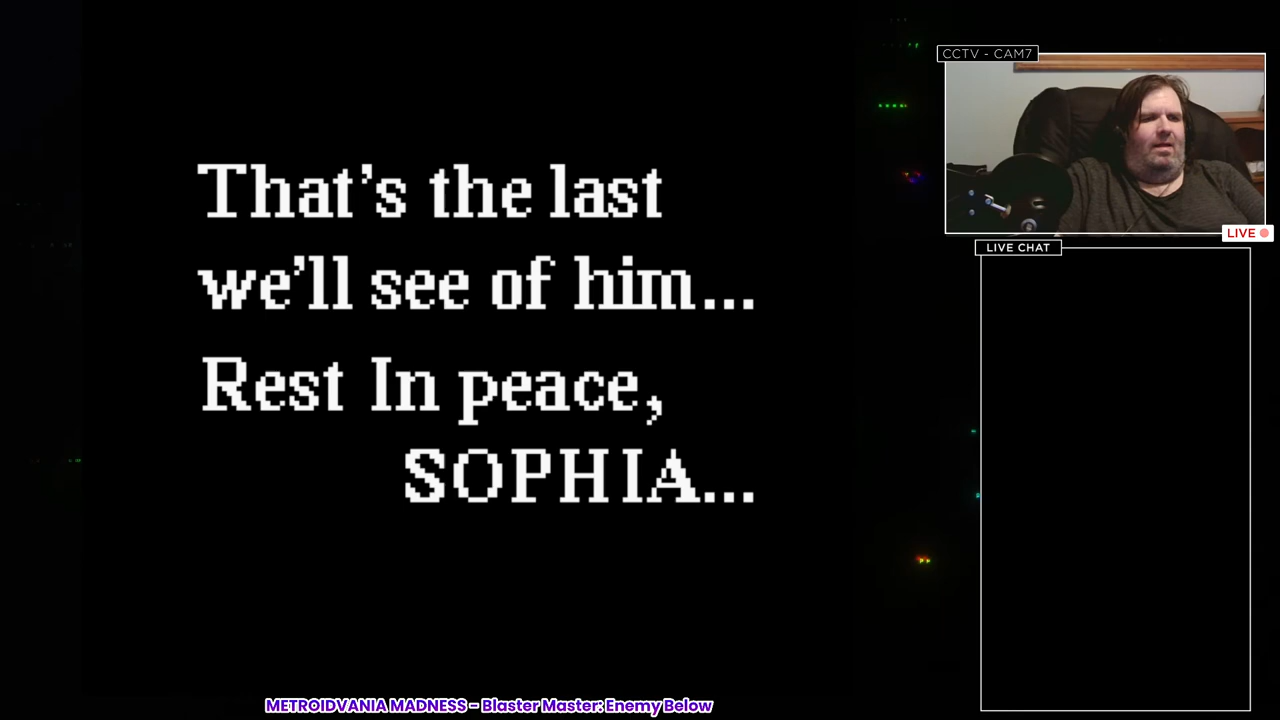 CCTV - CAM7
That's the last
we'll see of him...
Rest In peace,
SOPHIA...
LIVE
LIVE CHAT
METROIDVANIA MADNESS - Blaster Master: Enemy Below